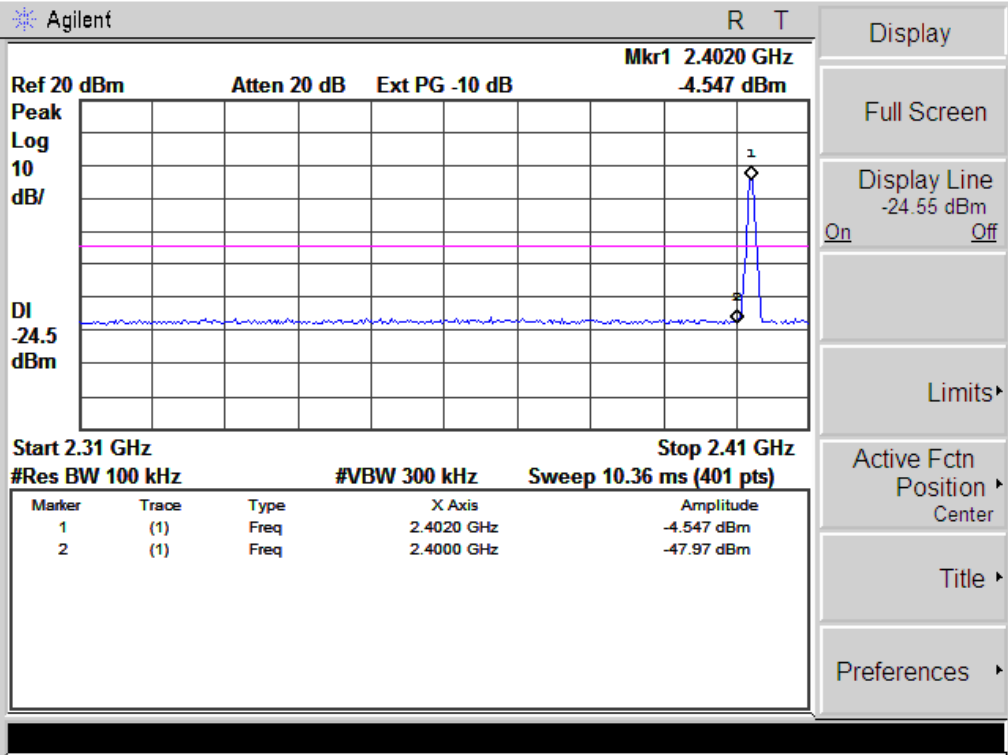 Agilent R T
Mkr1 2.4020 GHz
Ref 20 dBm Atten 20 dB Ext PG -10 dB -4.547 dBm
Peak
Log
10
dB/
1
2
DI
-24.5
dBm
Start 2.31 GHz Stop 2.41 GHz
#Res BW 100 kHz #VBW 300 kHz Sweep 10.36 ms (401 pts)
Marker Trace Type X Axis Amplitude
1 (1) Freq 2.4020 GHz -4.547 dBm
2 (1) Freq 2.4000 GHz -47.97 dBm
Display
Full Screen
Display Line
-24.55 dBm
On Off
Limits
Active Fctn
Position
Center
Title
Preferences